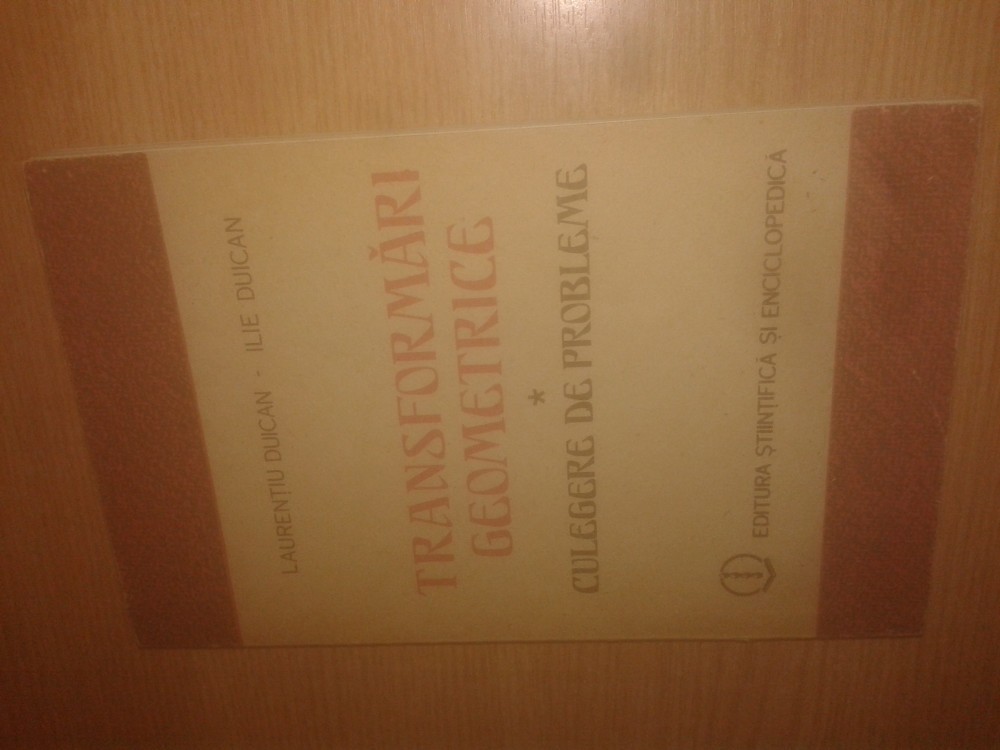 LAURENȚIU DUICAN - ILIE DUICAN
TRANSFORMĂRI
GEOMETRICE
*
CULEGERE DE PROBLEME
EDITURA ȘTIINȚIFICĂ ȘI ENCICLOPEDICĂ